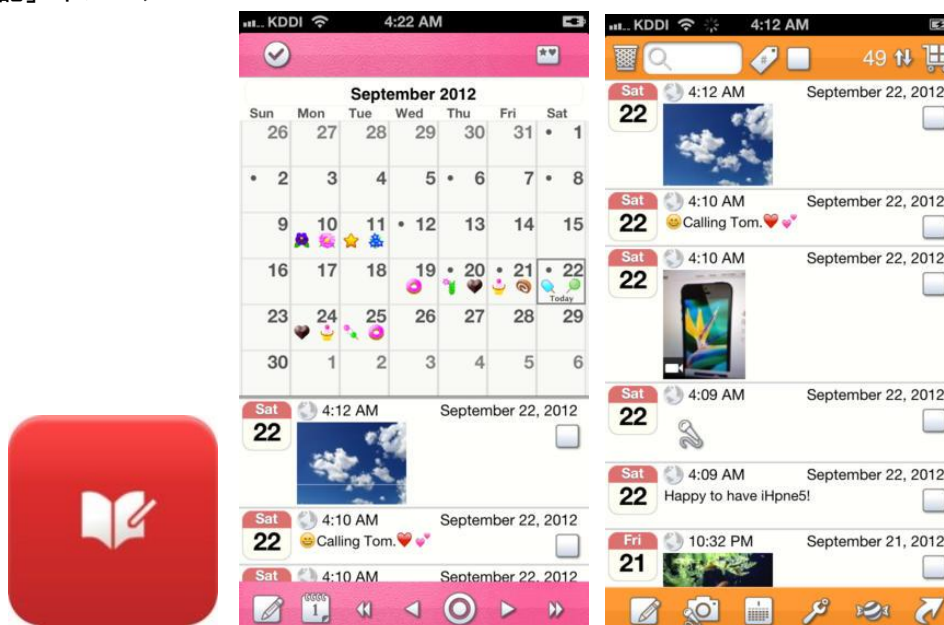 KDDI 4:22 AM
September 2012
Sun Mon Tue Wed Thu Fri Sat
26 27 28 29 30 31 • 1
• 2 3 4 5 • 6 7 • 8
9 10 11 • 12 13 14 15
16 17 18 19 • 20 • 21 • 22
Today
23 24 25 26 27 28 29
30 1 2 3 4 5 6
Sat 4:12 AM September 22, 2012
22
Sat 4:10 AM September 22, 2012
22 Calling Tom.
Sat 4:10 AM September 22, 2012
1
KDDI 4:12 AM
# 49
Sat 4:12 AM September 22, 2012
22
Sat 4:10 AM September 22, 2012
22 Calling Tom.
Sat 4:10 AM September 22, 2012
22
Sat 4:09 AM September 22, 2012
22
Sat 4:09 AM September 22, 2012
22 Happy to have iHpne5!
Fri 10:32 PM September 21, 2012
21